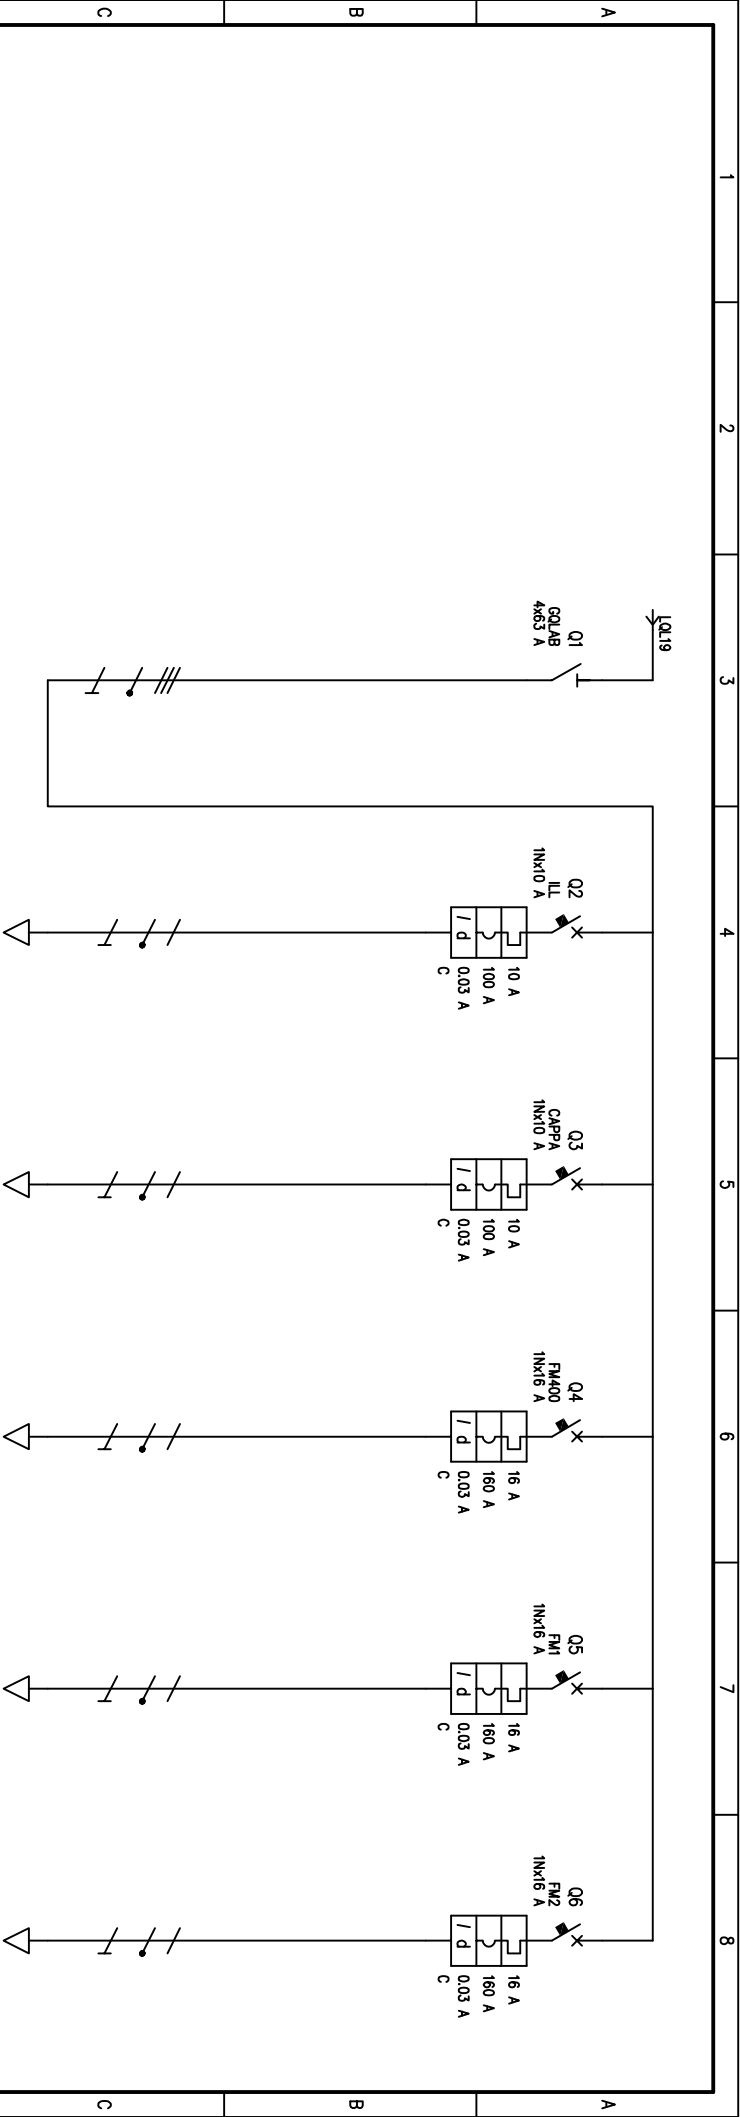 1
2
3
4
5
6
7
8
A
B
C
LQL19
Q1
GQLAB
4x63 A
Q2
ILL
1Nx10 A
10 A
100 A
0.03 A
C
I d
Q3
CAPPA
1Nx10 A
10 A
100 A
0.03 A
C
I d
Q4
FM400
1Nx16 A
16 A
160 A
0.03 A
C
I d
Q5
FM1
1Nx16 A
16 A
160 A
0.03 A
C
I d
Q6
FM2
1Nx16 A
16 A
160 A
0.03 A
C
I d
A
B
C